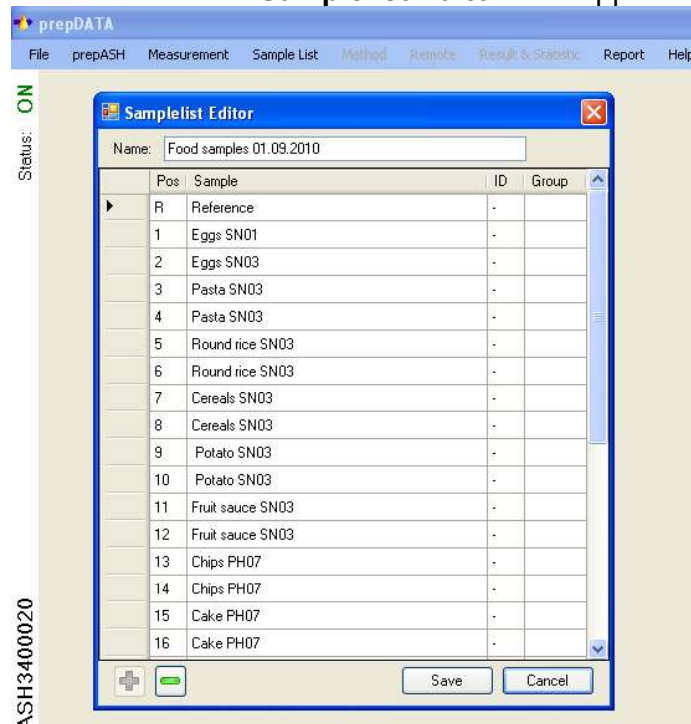 prepDATA
File prepASH Measurement Sample List Method Remote Result & Statistic Report Help
Status: ON
Samplelist Editor
Name: Food samples 01.09.2010
Pos Sample ID Group
R Reference -
1 Eggs SN01 -
2 Eggs SN03 -
3 Pasta SN03 -
4 Pasta SN03 -
5 Round rice SN03 -
6 Round rice SN03 -
7 Cereals SN03 -
8 Cereals SN03 -
9 Potato SN03 -
10 Potato SN03 -
11 Fruit sauce SN03 -
12 Fruit sauce SN03 -
13 Chips PH07 -
14 Chips PH07 -
15 Cake PH07 -
16 Cake PH07 -
Save Cancel
ASH3400020